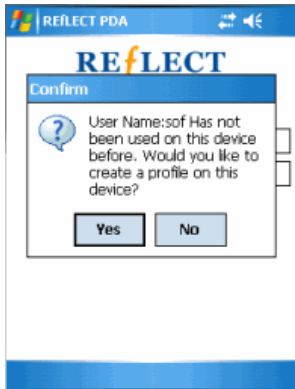 REflECT PDA
REfLECT
Confirm
User Name:sof Has not
been used on this device
before. Would you like to
create a profile on this
device?
Yes No